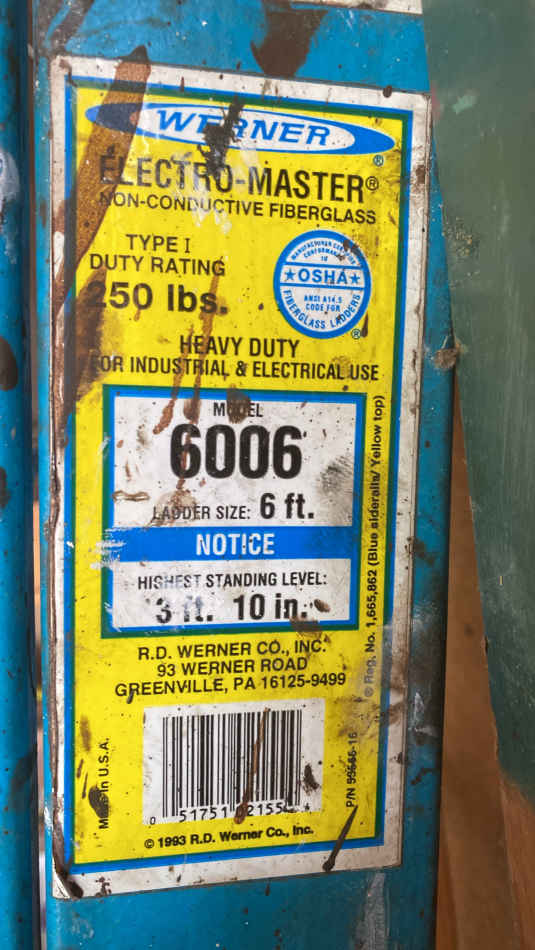 WERNER
®
ELECTRO-MASTER®
NON-CONDUCTIVE FIBERGLASS
TYPE I
DUTY RATING
250 lbs.
MANUFACTURER CERTIFIES
CONFORMANCE
TO
★OSHA★
ANSI A14.5
CODE FOR
FIBERGLASS LADDERS
®
HEAVY DUTY
FOR INDUSTRIAL & ELECTRICAL USE
MODEL
6006
LADDER SIZE: 6 ft.
NOTICE
HIGHEST STANDING LEVEL:
3 ft. 10 in.
R.D. WERNER CO., INC.
93 WERNER ROAD
GREENVILLE, PA 16125-9499
® Reg. No. 1,665,862 (Blue siderails/ Yellow top)
Made in U.S.A.
0 51751
P/N
© 1993 R.D. Werner Co., Inc.